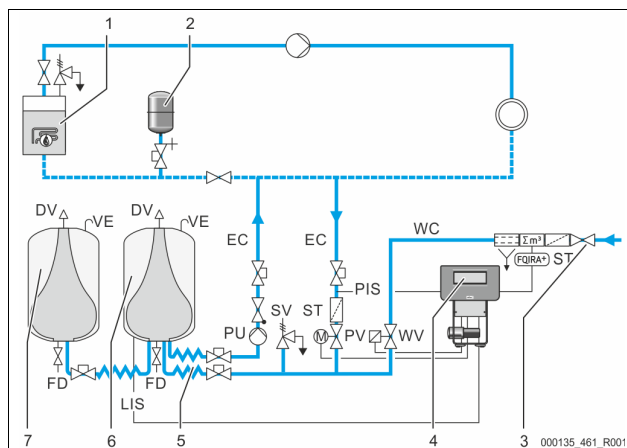 1
2
DV
VE
DV
VE
EC
EC
WC
Σm³
FQIRA+
ST
PIS
ST
SV
PU
M
PV
WV
FD
FD
LIS
7
6
5
4
3
000135_461_R001